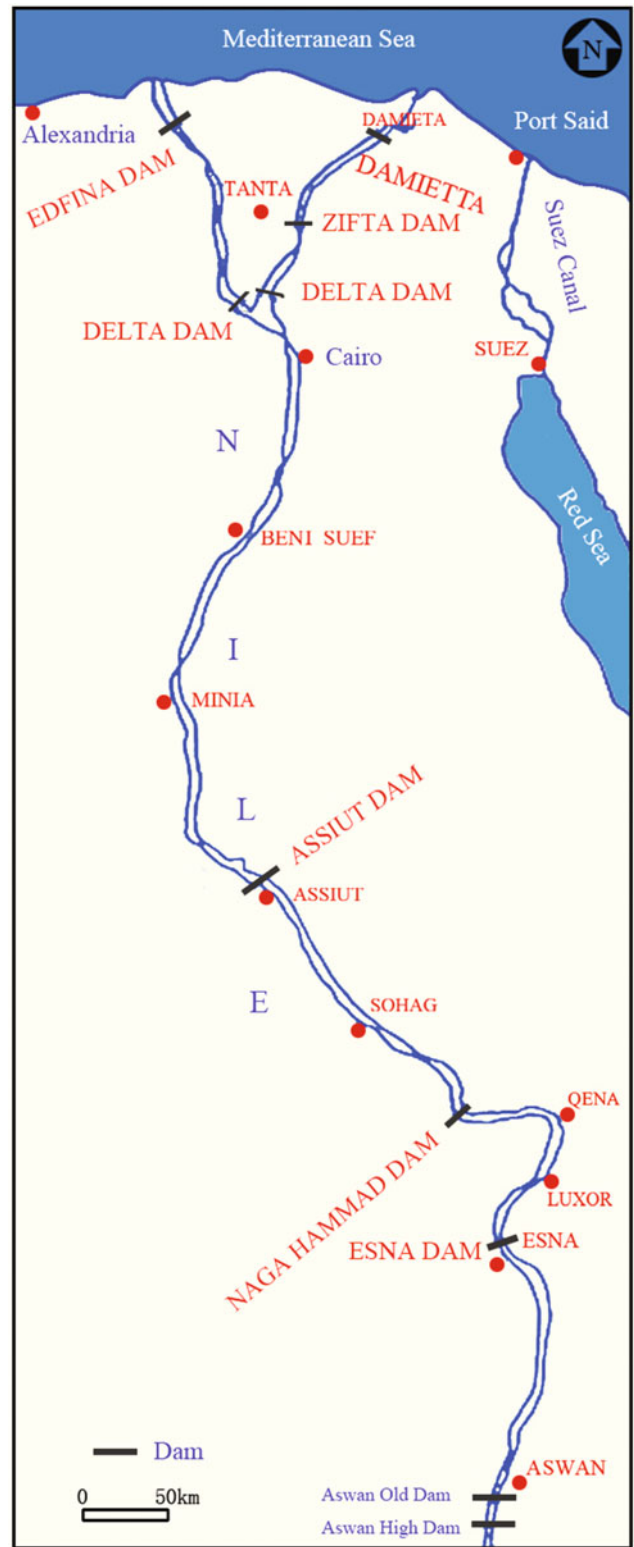 Mediterranean Sea
N
Alexandria
DAMIETA
Port Said
EDFINA DAM
TANTA
DAMIETTA
ZIFTA DAM
Suez Canal
DELTA DAM
DELTA DAM
Cairo
SUEZ
N
Red Sea
BENI SUEF
I
MINIA
L
ASSIUT DAM
ASSIUT
E
SOHAG
QENA
NAGA HAMMAD DAM
LUXOR
ESNA DAM
ESNA
Dam
ASWAN
0 50km
Aswan Old Dam
Aswan High Dam